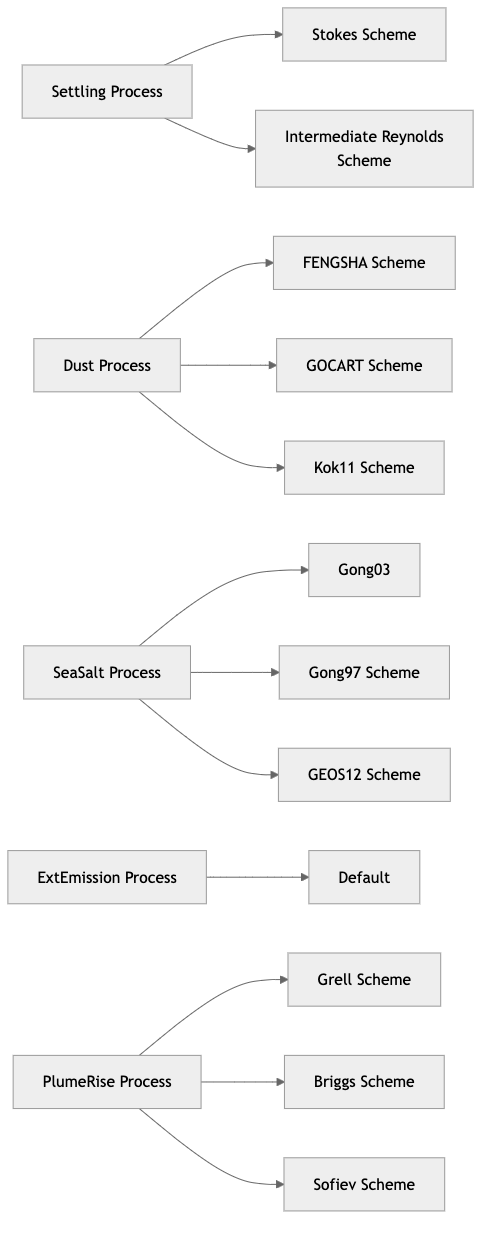 Stokes Scheme
Settling Process
Intermediate Reynolds
Scheme
FENGSHA Scheme
Dust Process
GOCART Scheme
Kok11 Scheme
Gong03
SeaSalt Process
Gong97 Scheme
GEOS12 Scheme
ExtEmission Process
Default
Grell Scheme
PlumeRise Process
Briggs Scheme
Sofiev Scheme